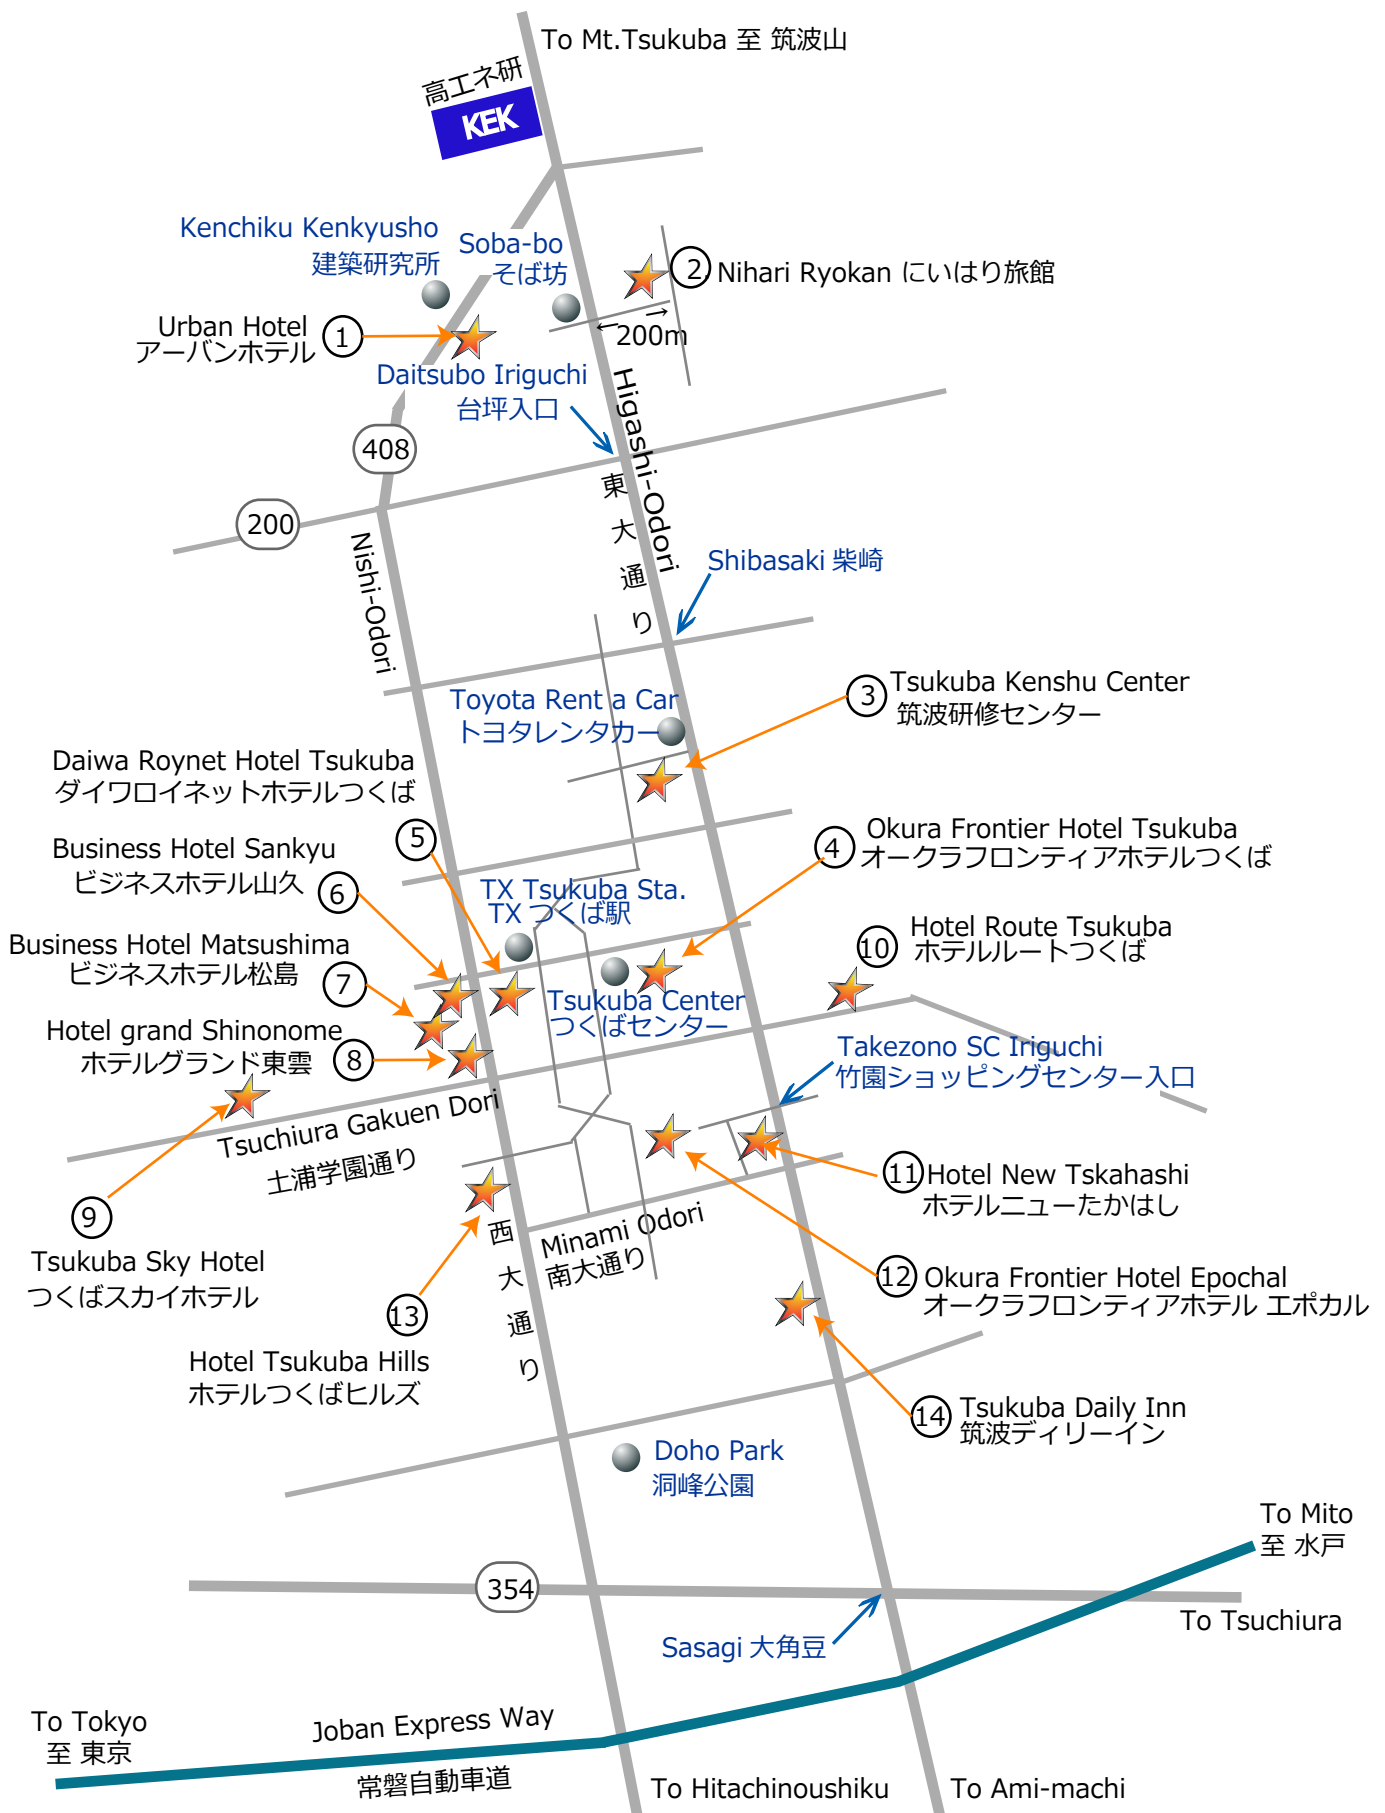 To Mt.Tsukuba 至 筑波山
高エネ研
KEK
Kenchiku Kenkyusho
建築研究所
Soba-bo
そば坊
2. Nihari Ryokan にいはり旅館
200m
Urban Hotel
アーバンホテル
1
Daitsubo Iriguchi
台坪入口
Higashi-Odori
東大通り
408
200
Nishi-Odori
Shibasaki 柴崎
Toyota Rent a Car
トヨタレンタカー
3
Tsukuba Kenshu Center
筑波研修センター
Daiwa Roynet Hotel Tsukuba
ダイワロイネットホテルつくば
5
4
Okura Frontier Hotel Tsukuba
オークラフロンティアホテルつくば
Business Hotel Sankyu
ビジネスホテル山久
6
TX Tsukuba Sta.
TX つくば駅
10
Hotel Route Tsukuba
ホテルルートつくば
Business Hotel Matsushima
ビジネスホテル松島
7
Tsukuba Center
つくばセンター
Hotel grand Shinonome
ホテルグランド東雲
8
Takezono SC Iriguchi
竹園ショッピングセンター入口
Tsuchiura Gakuen Dori
土浦学園通り
11
Hotel New Tskahashi
ホテルニューたかはし
9
Tsukuba Sky Hotel
つくばスカイホテル
西大通り
Minami Odori
南大通り
12
Okura Frontier Hotel Epochal
オークラフロンティアホテル エポカル
13
Hotel Tsukuba Hills
ホテルつくばヒルズ
14
Tsukuba Daily Inn
筑波ディリーイン
Doho Park
洞峰公園
To Mito
至 水戸
354
To Tsuchiura
Sasagi 大角豆
To Tokyo
至 東京
Joban Express Way
常磐自動車道
To Hitachinoushiku
To Ami-machi